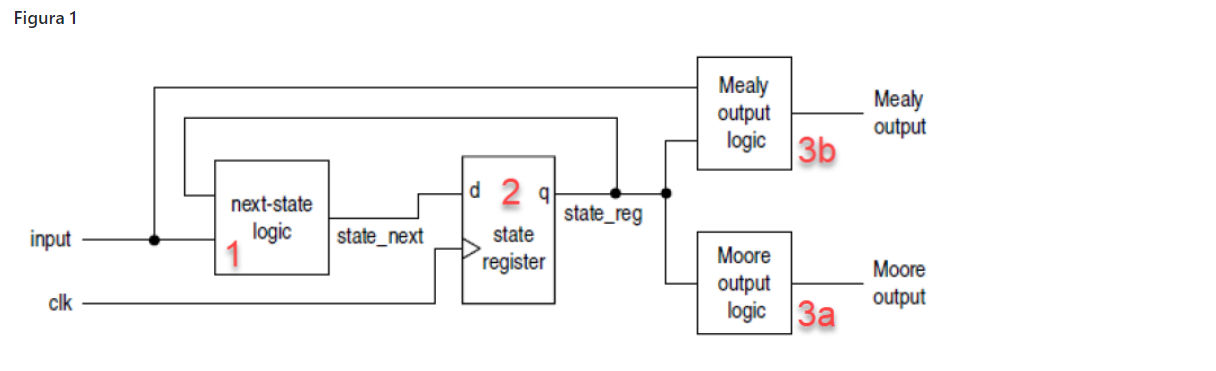 Figura 1
Mealy
output
logic
3b
Mealy
output
next-state
logic
1
input
state_next
d
2
q
state
register
state_reg
clk
Moore
output
logic
3a
Moore
output